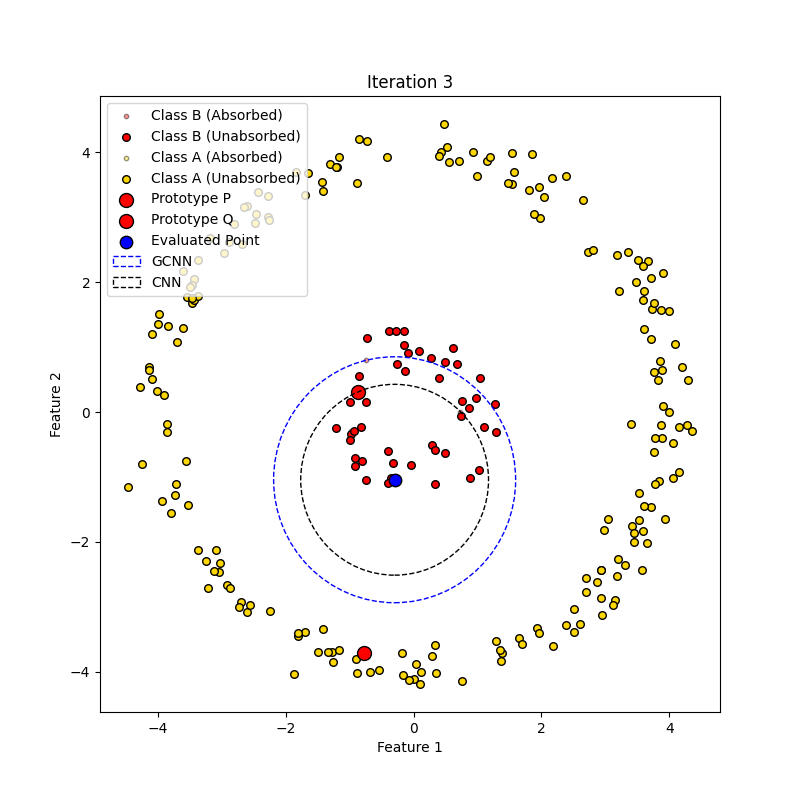 Iteration 3
Class B (Absorbed)
Class B (Unabsorbed)
Class A (Absorbed)
Class A (Unabsorbed)
Prototype P
Prototype Q
Evaluated Point
GCNN
CNN
Feature 2
4
2
0
−2
−4
−4
−2
0
2
4
Feature 1